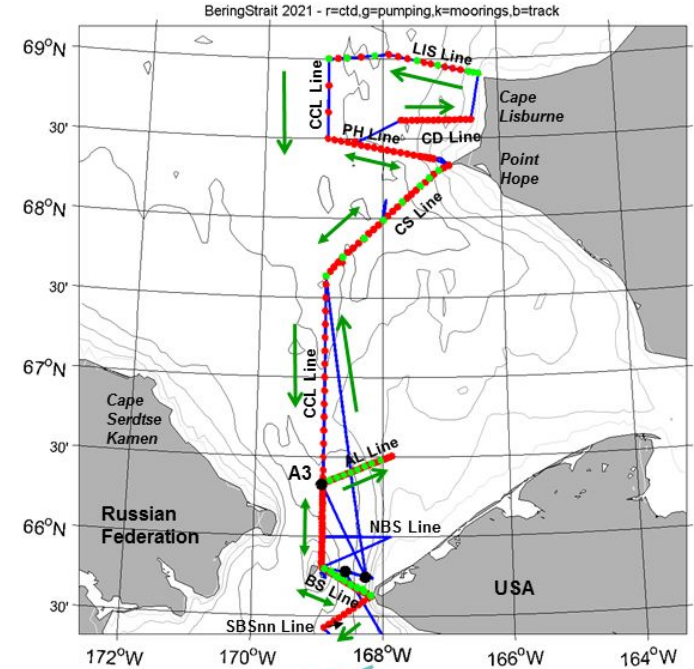 BeringStrait 2021 - r=ctd,g=pumping,k=moorings,b=track
69°N
LIS Line
CCL Line
Cape
Lisburne
30'
PH Line
CD Line
Point
Hope
68°N
CS Line
30'
67°N
CCL Line
Cape
Serdtse
Kamen
30'
AL Line
A3
66°N
Russian
Federation
NBS Line
BS Line
USA
30'
SBSnn Line
172°W
170°W
168°W
166°W
164°W